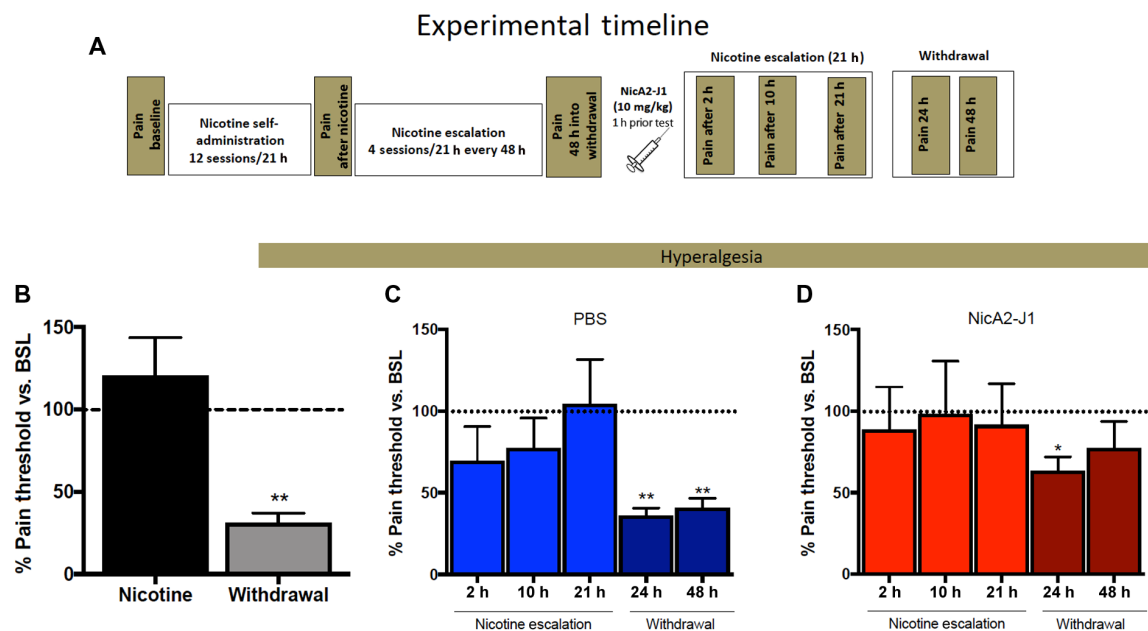 Experimental timeline
A
Pain
baseline
Nicotine self-
administration
12 sessions/21 h
Pain
after nicotine
Nicotine escalation
4 sessions/21 h every 48 h
Pain
48 h into
withdrawal
NicA2-J1
(10 mg/kg)
1 h prior test
Nicotine escalation (21 h)
Pain after 2 h
Pain after 10 h
Pain after 21 h
Withdrawal
Pain 24 h
Pain 48 h
Hyperalgesia
B
% Pain threshold vs. BSL
150
100
50
0
**
Nicotine
Withdrawal
C
PBS
% Pain threshold vs. BSL
150
100
50
0
** **
2 h 10 h 21 h 24 h 48 h
Nicotine escalation Withdrawal
D
NicA2-J1
% Pain threshold vs. BSL
150
100
50
0
*
2 h 10 h 21 h 24 h 48 h
Nicotine escalation Withdrawal